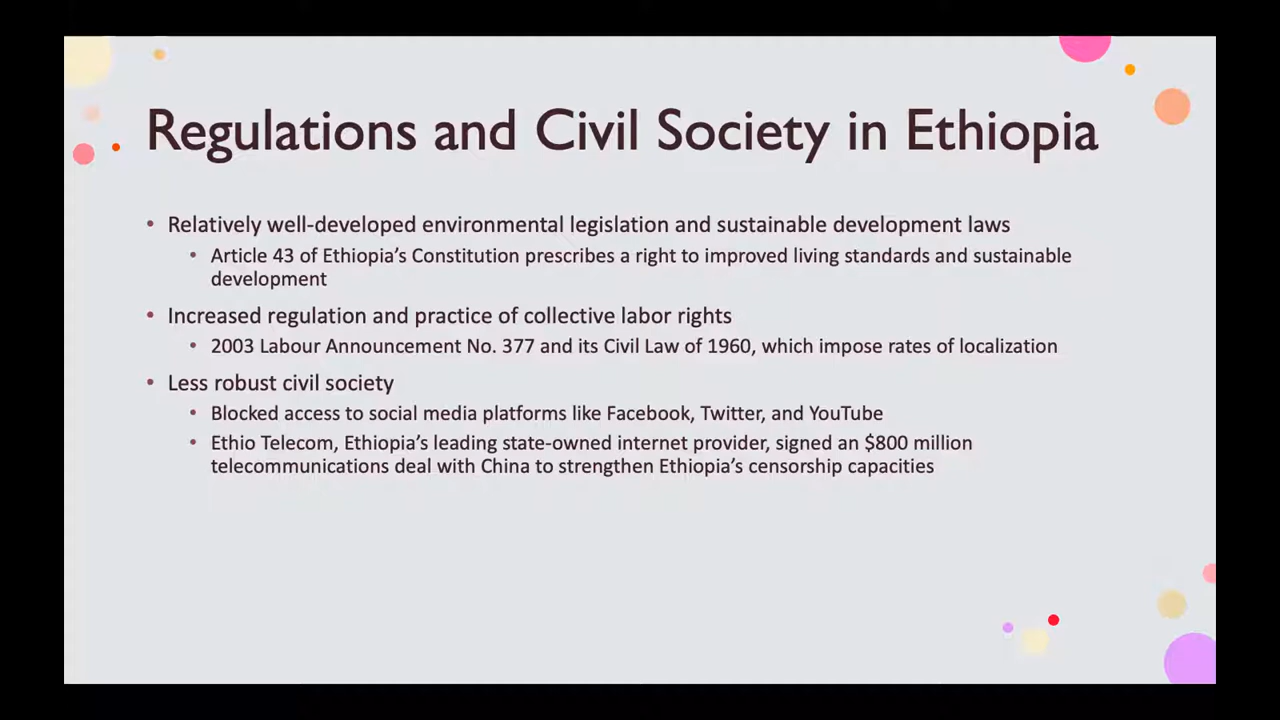 Regulations and Civil Society in Ethiopia
• Relatively well-developed environmental legislation and sustainable development laws
• Article 43 of Ethiopia’s Constitution prescribes a right to improved living standards and sustainable
development
• Increased regulation and practice of collective labor rights
• 2003 Labour Announcement No. 377 and its Civil Law of 1960, which impose rates of localization
• Less robust civil society
• Blocked access to social media platforms like Facebook, Twitter, and YouTube
• Ethio Telecom, Ethiopia’s leading state-owned internet provider, signed an $800 million
telecommunications deal with China to strengthen Ethiopia’s censorship capacities